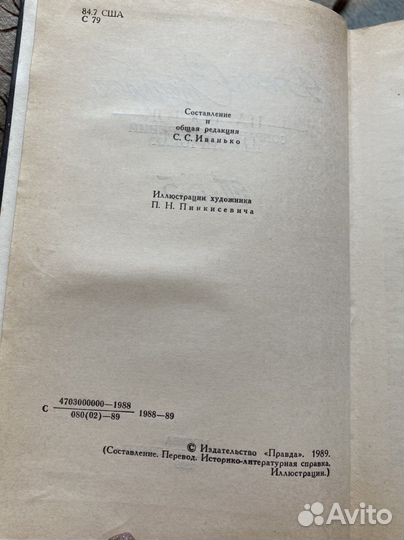 84.7 США
С 79
Составление
и
общая редакция
С. С. Иванько
Иллюстрации художника
П. Н. Пинкисевича
С 4703000000—1988
080(02)—89 1988—89
© Издательство «Правда». 1989.
(Составление. Перевод. Историко-литературная справка.
Иллюстрации.)
Avito